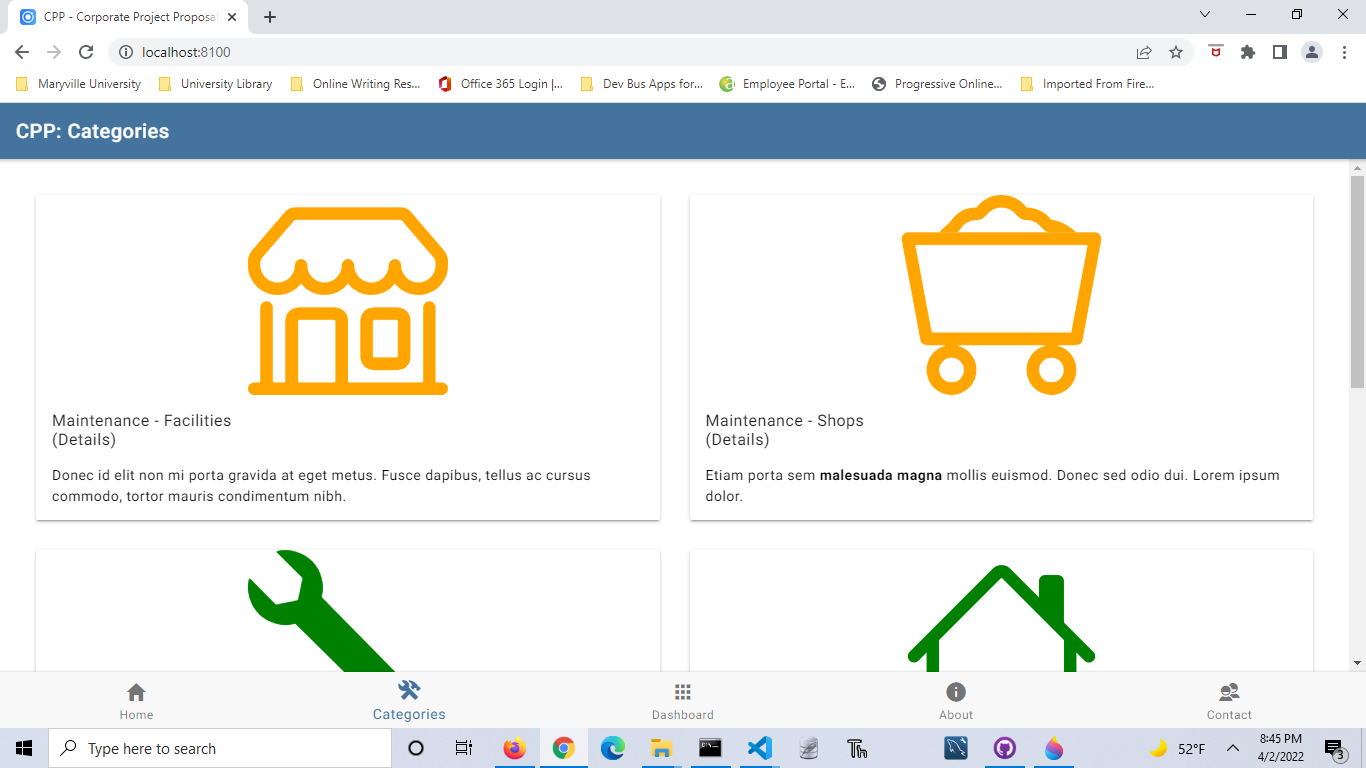 CPP - Corporate Project Proposal
localhost:8100
Maryville University
University Library
Online Writing Res...
Office 365 Login |...
Dev Bus Apps for...
Employee Portal - E...
Progressive Online...
Imported From Fire...
CPP: Categories
Maintenance - Facilities
(Details)
Donec id elit non mi porta gravida at eget metus. Fusce dapibus, tellus ac cursus
commodo, tortor mauris condimentum nibh.
Maintenance - Shops
(Details)
Etiam porta sem malesuada magna mollis euismod. Donec sed odio dui. Lorem ipsum
dolor.
Home
Categories
Dashboard
About
Contact
Type here to search
Th
52°F
8:45 PM
4/2/2022
3